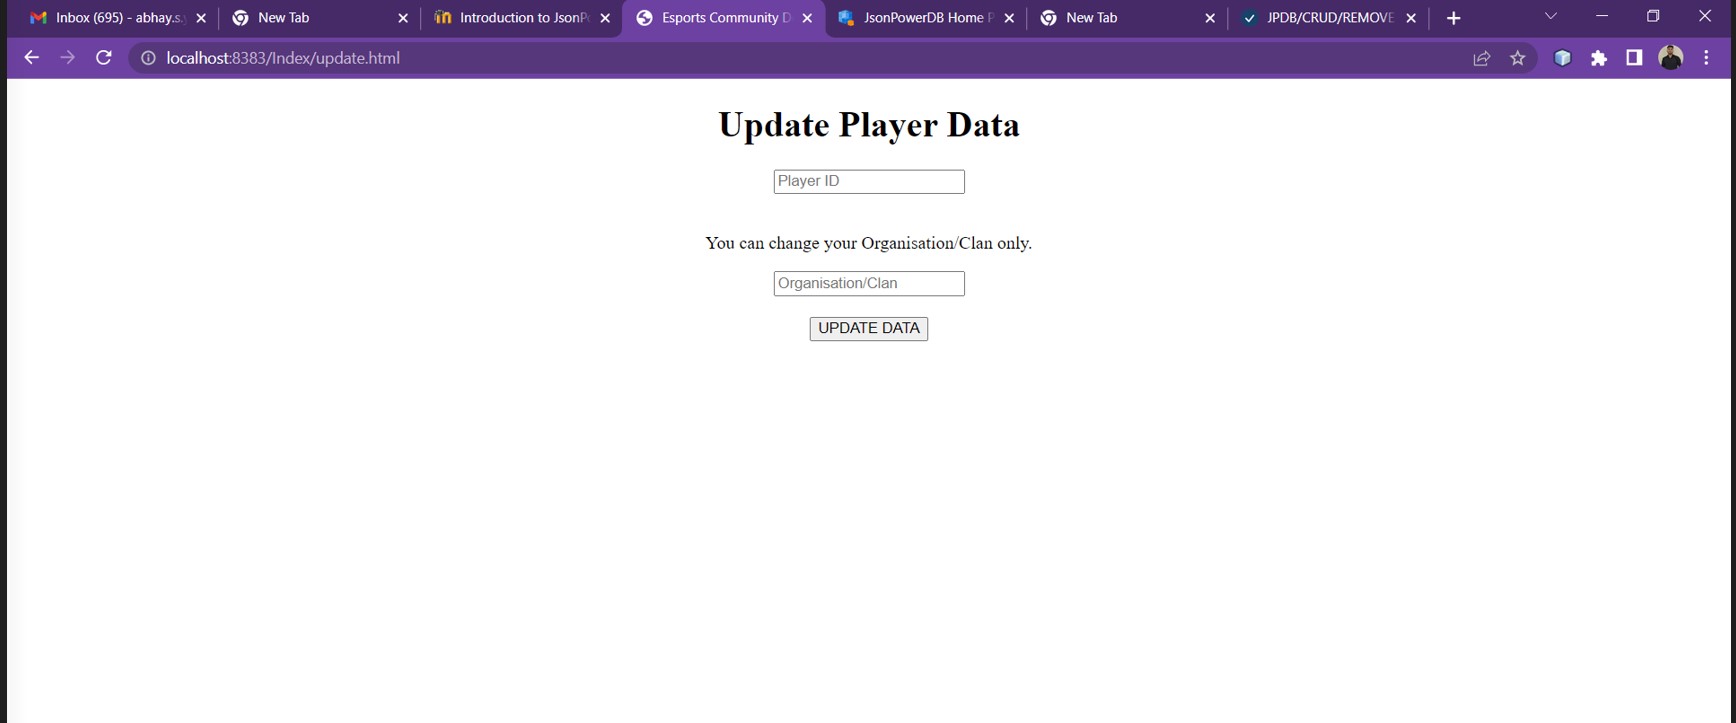 Inbox (695) - abhay.s.y
New Tab
Introduction to JsonPo
Esports Community D
JsonPowerDB Home P
New Tab
JPDB/CRUD/REMOVE
localhost:8383/Index/update.html
Update Player Data
Player ID
You can change your Organisation/Clan only.
Organisation/Clan
UPDATE DATA